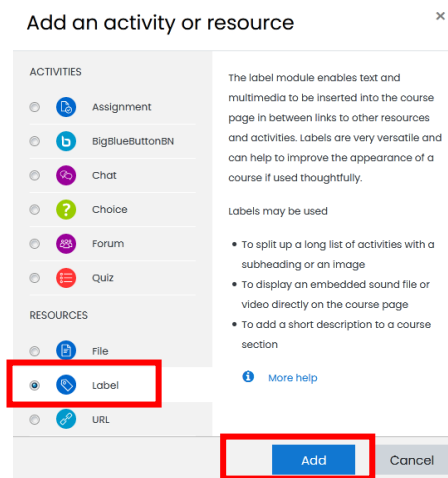 Add an activity or resource
×
ACTIVITIES
Assignment
BigBlueButtonBN
Chat
Choice
Forum
Quiz
RESOURCES
File
Label
URL
The label module enables text and
multimedia to be inserted into the course
page in between links to other resources
and activities. Labels are very versatile and
can help to improve the appearance of a
course if used thoughtfully.
Labels may be used
• To split up a long list of activities with a
subheading or an image
• To display an embedded sound file or
video directly on the course page
• To add a short description to a course
section
More help
Add
Cancel